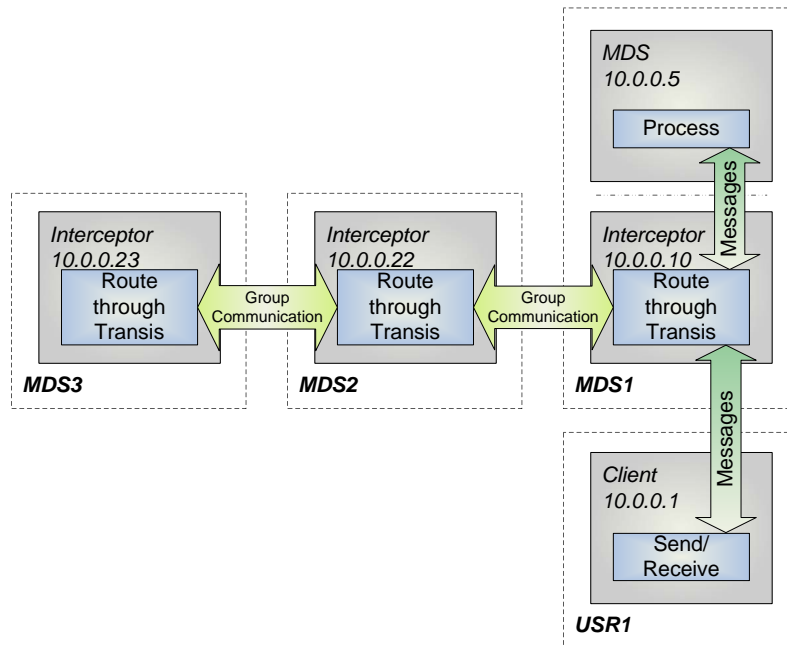 MDS
10.0.0.5
Process
Messages
Interceptor
10.0.0.23
Route
through
Transis
Group
Communication
Interceptor
10.0.0.22
Route
through
Transis
Group
Communication
Interceptor
10.0.0.10
Route
through
Transis
MDS3
MDS2
MDS1
Messages
Client
10.0.0.1
Send/
Receive
USR1